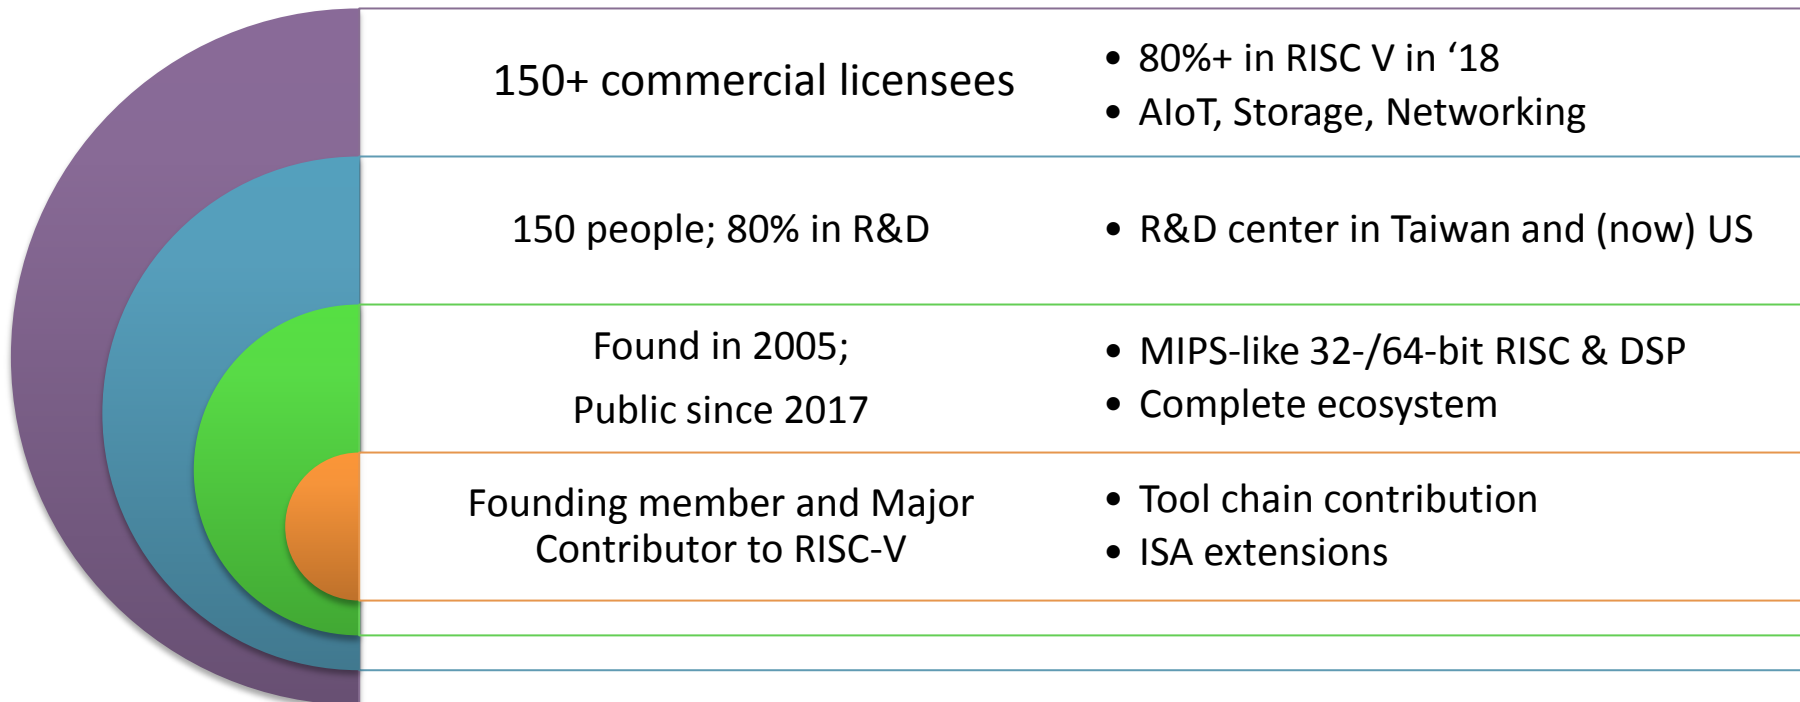 150+ commercial licensees
• 80%+ in RISC V in ‘18
• AIoT, Storage, Networking
150 people; 80% in R&D
• R&D center in Taiwan and (now) US
Found in 2005;
Public since 2017
• MIPS-like 32-/64-bit RISC & DSP
• Complete ecosystem
Founding member and Major
Contributor to RISC-V
• Tool chain contribution
• ISA extensions